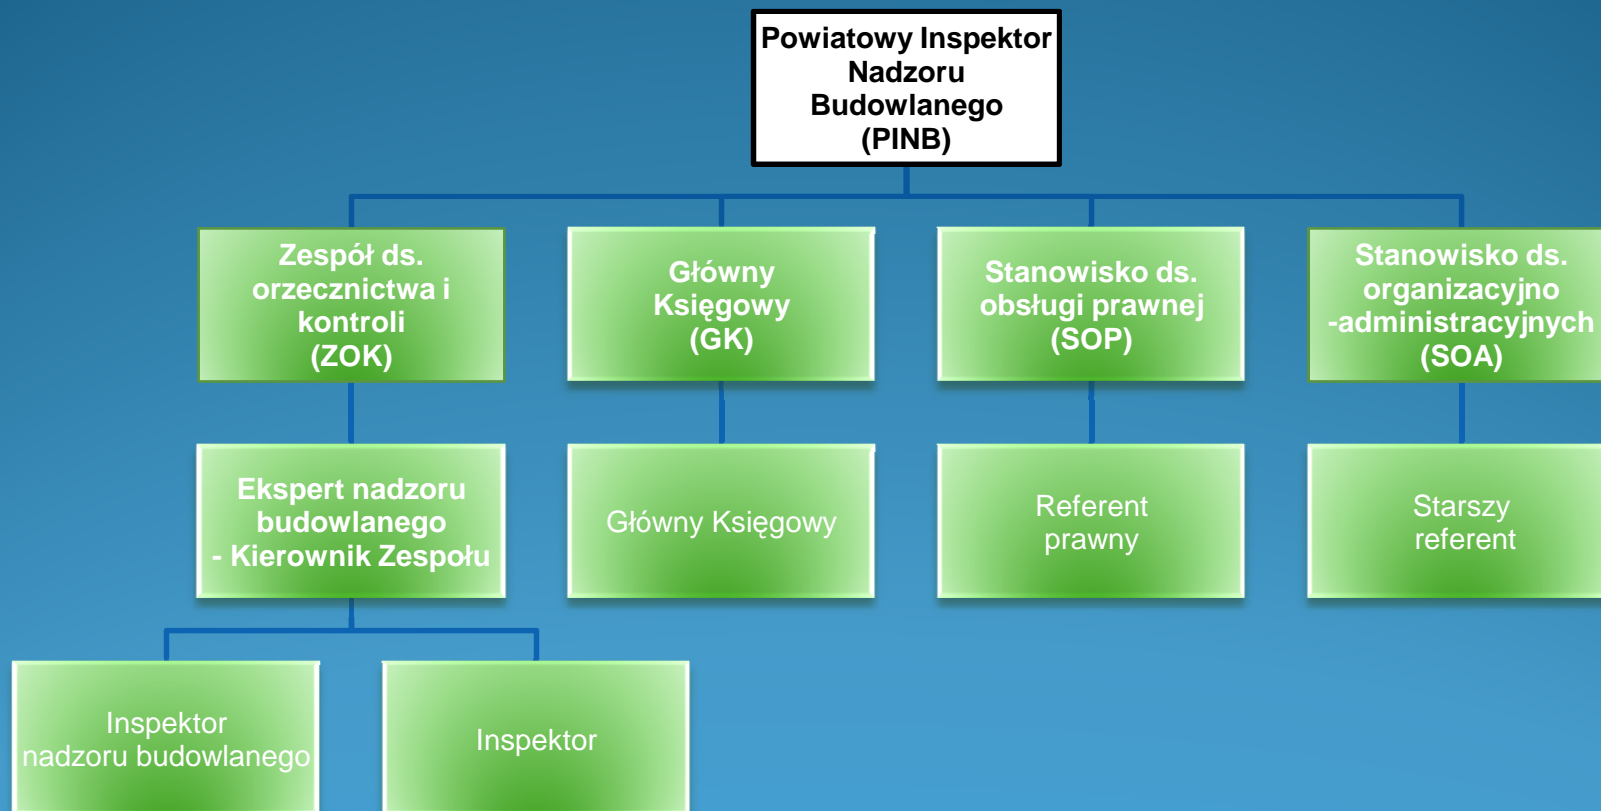 Powiatowy Inspektor
Nadzoru
Budowlanego
(PINB)
Zespół ds.
orzecznictwa i
kontroli
(ZOK)
Główny
Księgowy
(GK)
Stanowisko ds.
obsługi prawnej
(SOP)
Stanowisko ds.
organizacyjno
-administracyjnych
(SOA)
Ekspert nadzoru
budowlanego
- Kierownik Zespołu
Główny Księgowy
Referent
prawny
Starszy
referent
Inspektor
nadzoru budowlanego
Inspektor